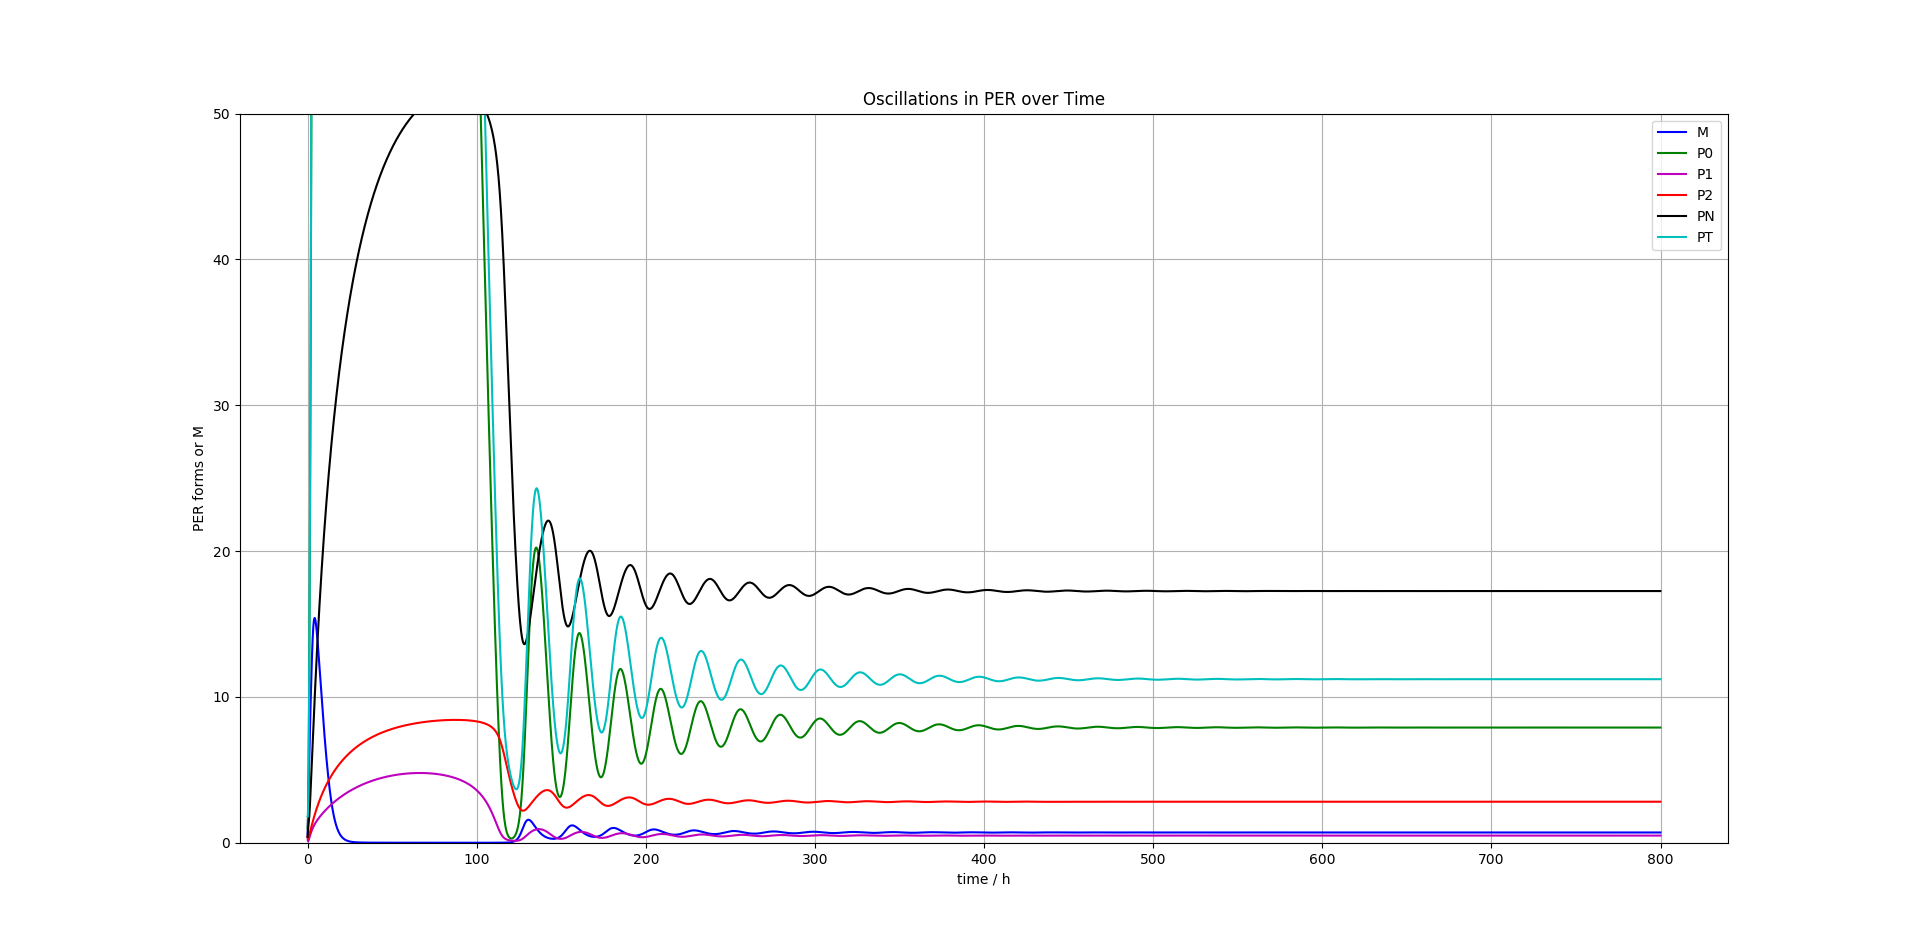 Oscillations in PER over Time
M
P0
P1
P2
PN
PT
PER forms or M
50
40
30
20
10
0
0 100 200 300 400 500 600 700 800
time / h